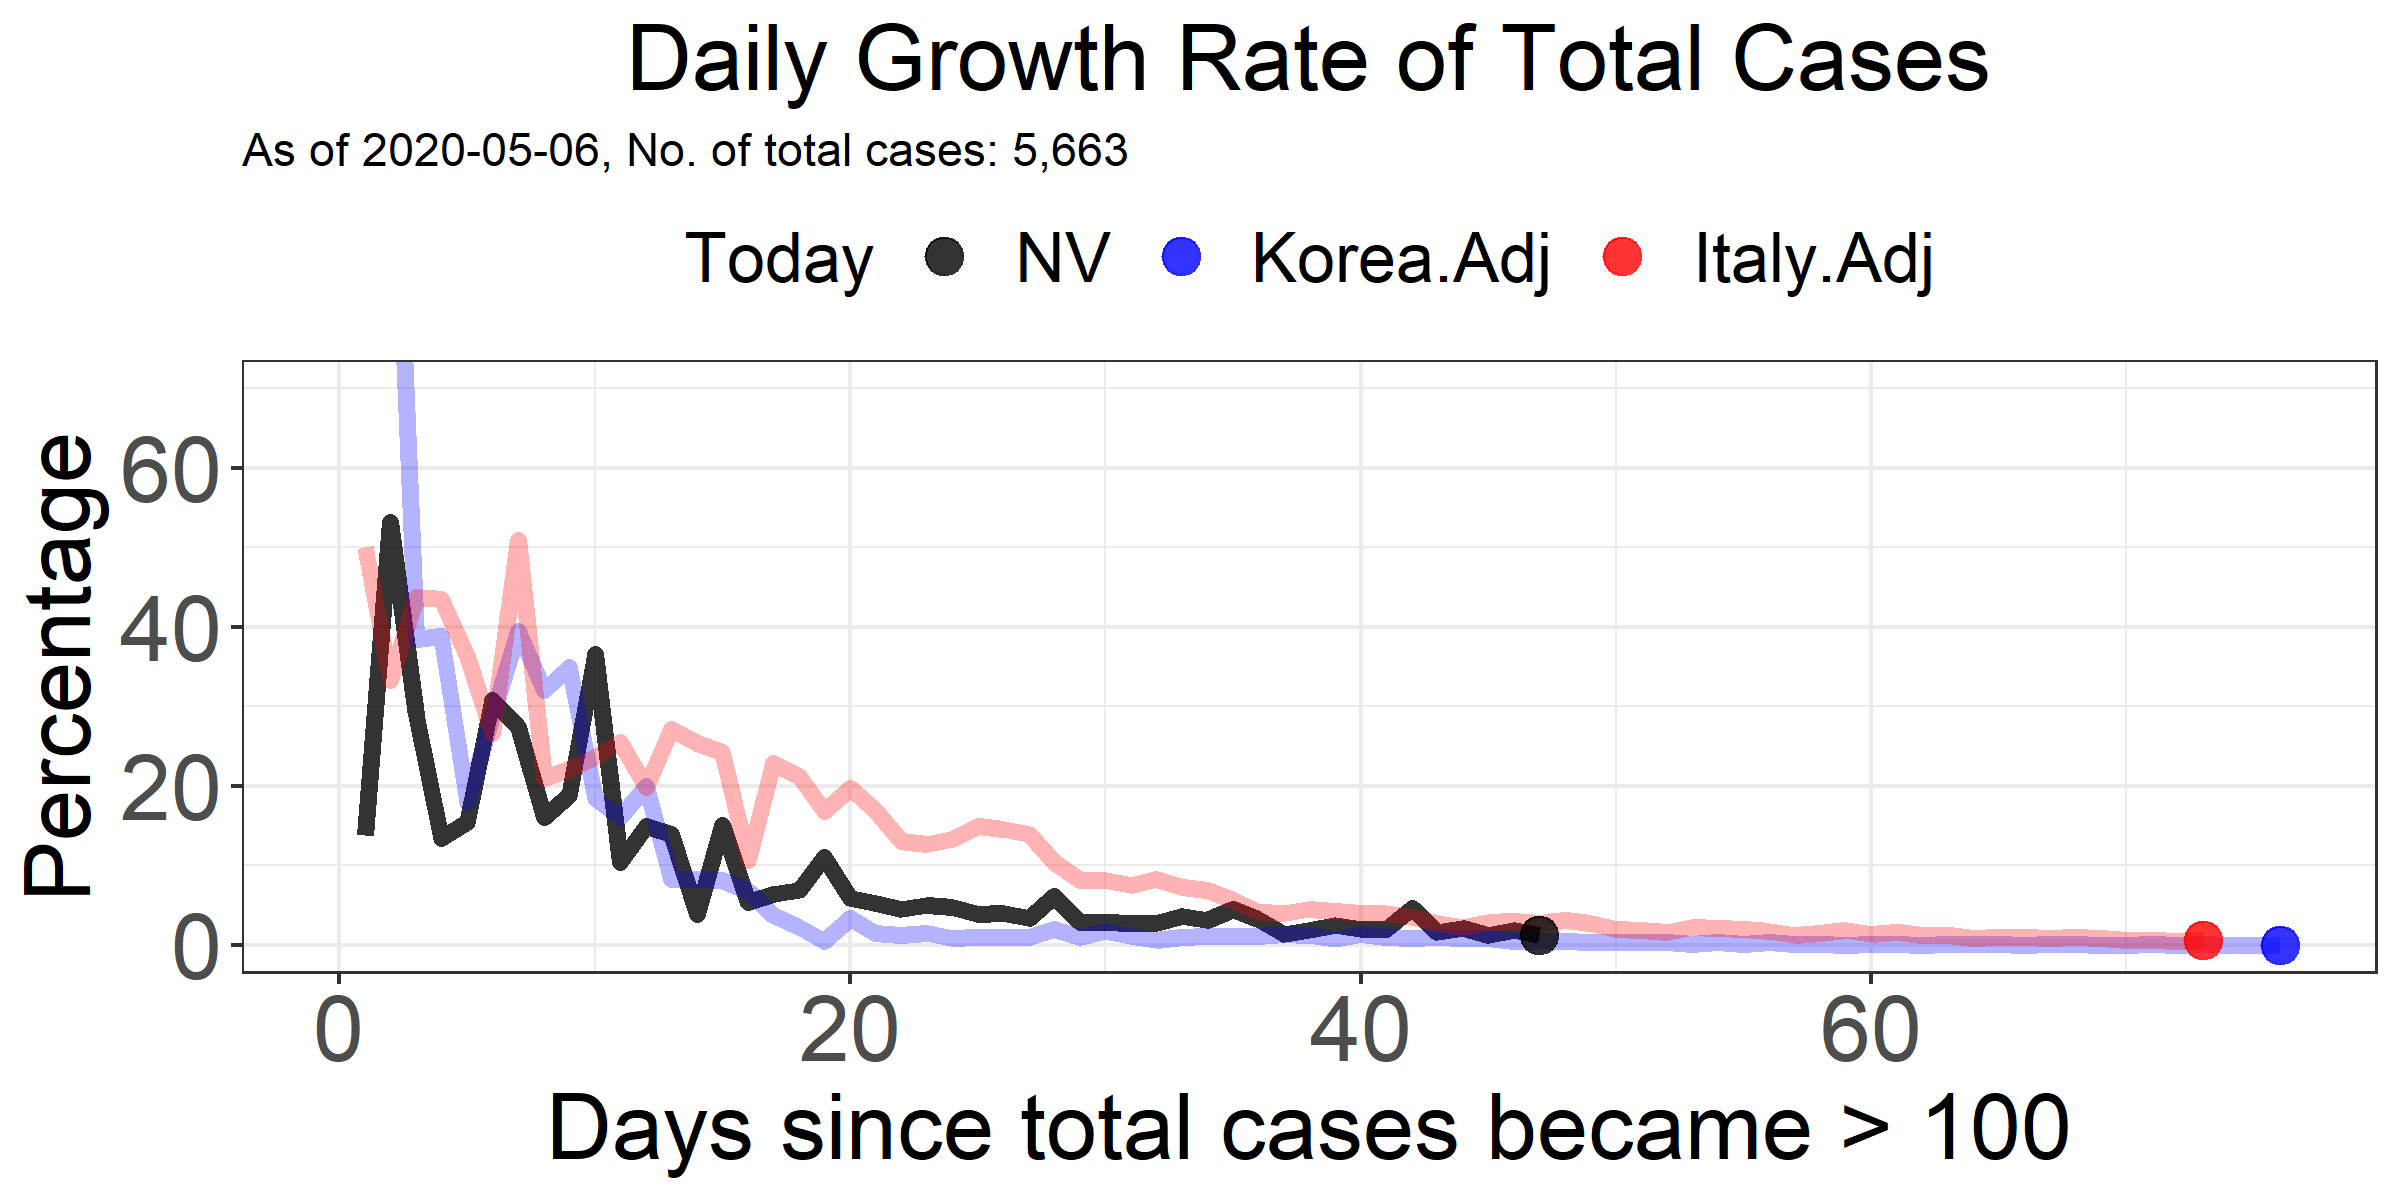 Daily Growth Rate of Total Cases
As of 2020-05-06, No. of total cases: 5,663
Today NV Korea.Adj Italy.Adj
Percentage
60
40
20
0
0 20 40 60
Days since total cases became > 100